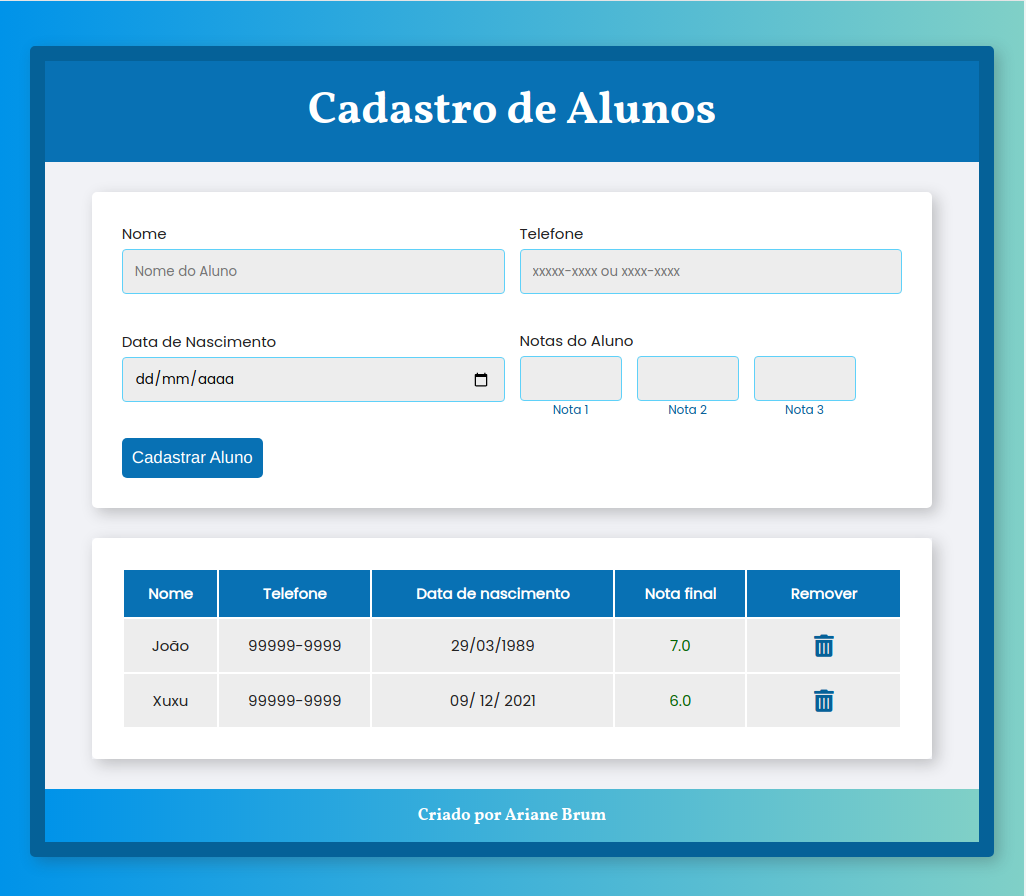 Cadastro de Alunos
Nome Telefone
Nome do Aluno xxxxx-xxxx ou xxxx-xxxx
Data de Nascimento Notas do Aluno
dd/mm/aaaa
Nota 1 Nota 2 Nota 3
Cadastrar Aluno
Nome Telefone Data de nascimento Nota final Remover
João 99999-9999 29/03/1989 7.0
Xuxu 99999-9999 09/ 12/ 2021 6.0
Criado por Ariane Brum